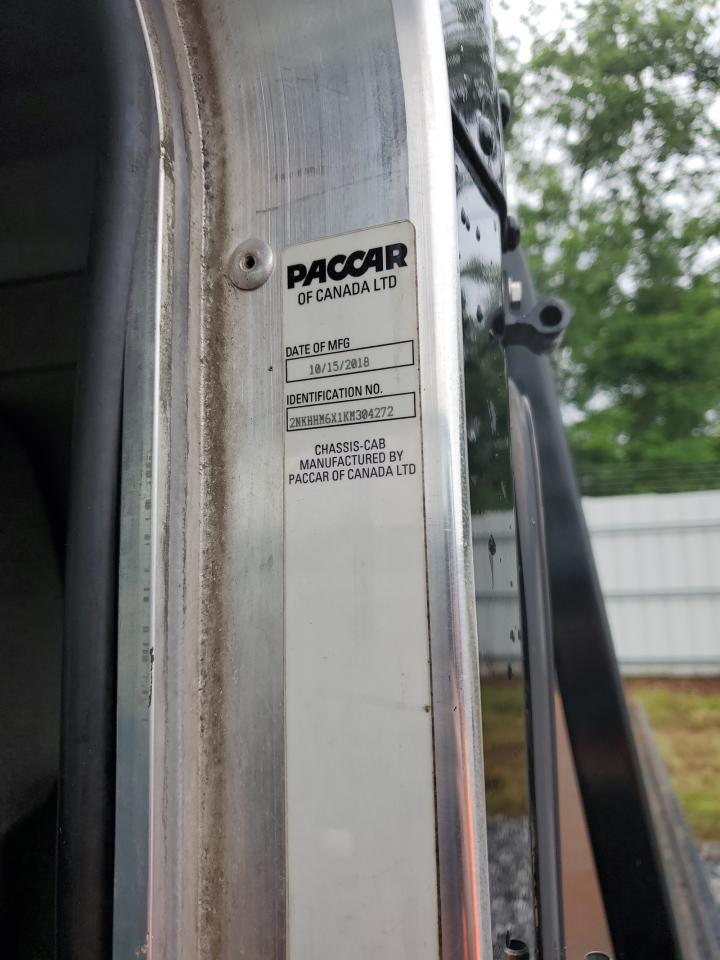 PACCAR
OF CANADA LTD
DATE OF MFG
10/15/2018
IDENTIFICATION NO.
2NKHHM6X1KM304272
CHASSIS-CAB
MANUFACTURED BY
PACCAR OF CANADA LTD